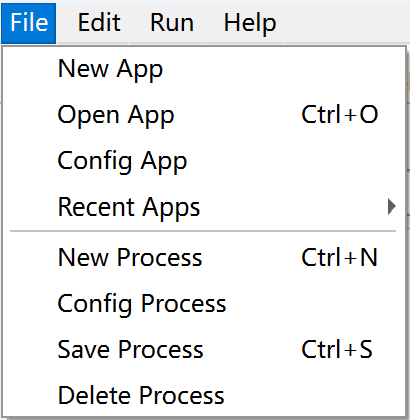 File Edit Run Help
New App
Open App Ctrl+O
Config App
Recent Apps
New Process Ctrl+N
Config Process
Save Process Ctrl+S
Delete Process